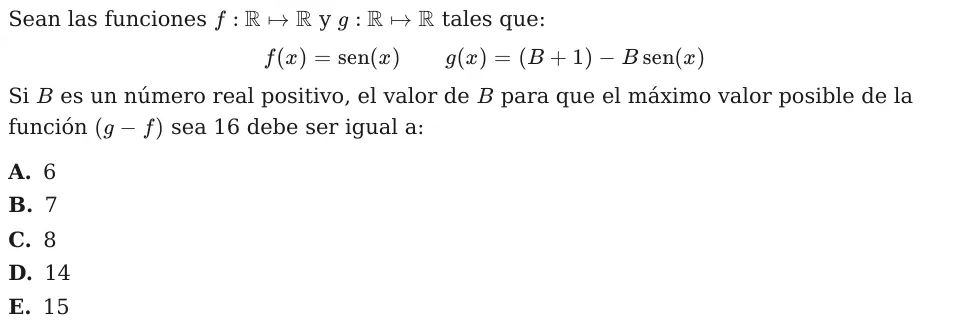 Sean las funciones f : ℝ ↦ ℝ y g : ℝ ↦ ℝ tales que:
f(x) = sen(x)  g(x) = (B + 1) − B sen(x)
Si B es un número real positivo, el valor de B para que el máximo valor posible de la
función (g − f) sea 16 debe ser igual a:
A. 6
B. 7
C. 8
D. 14
E. 15